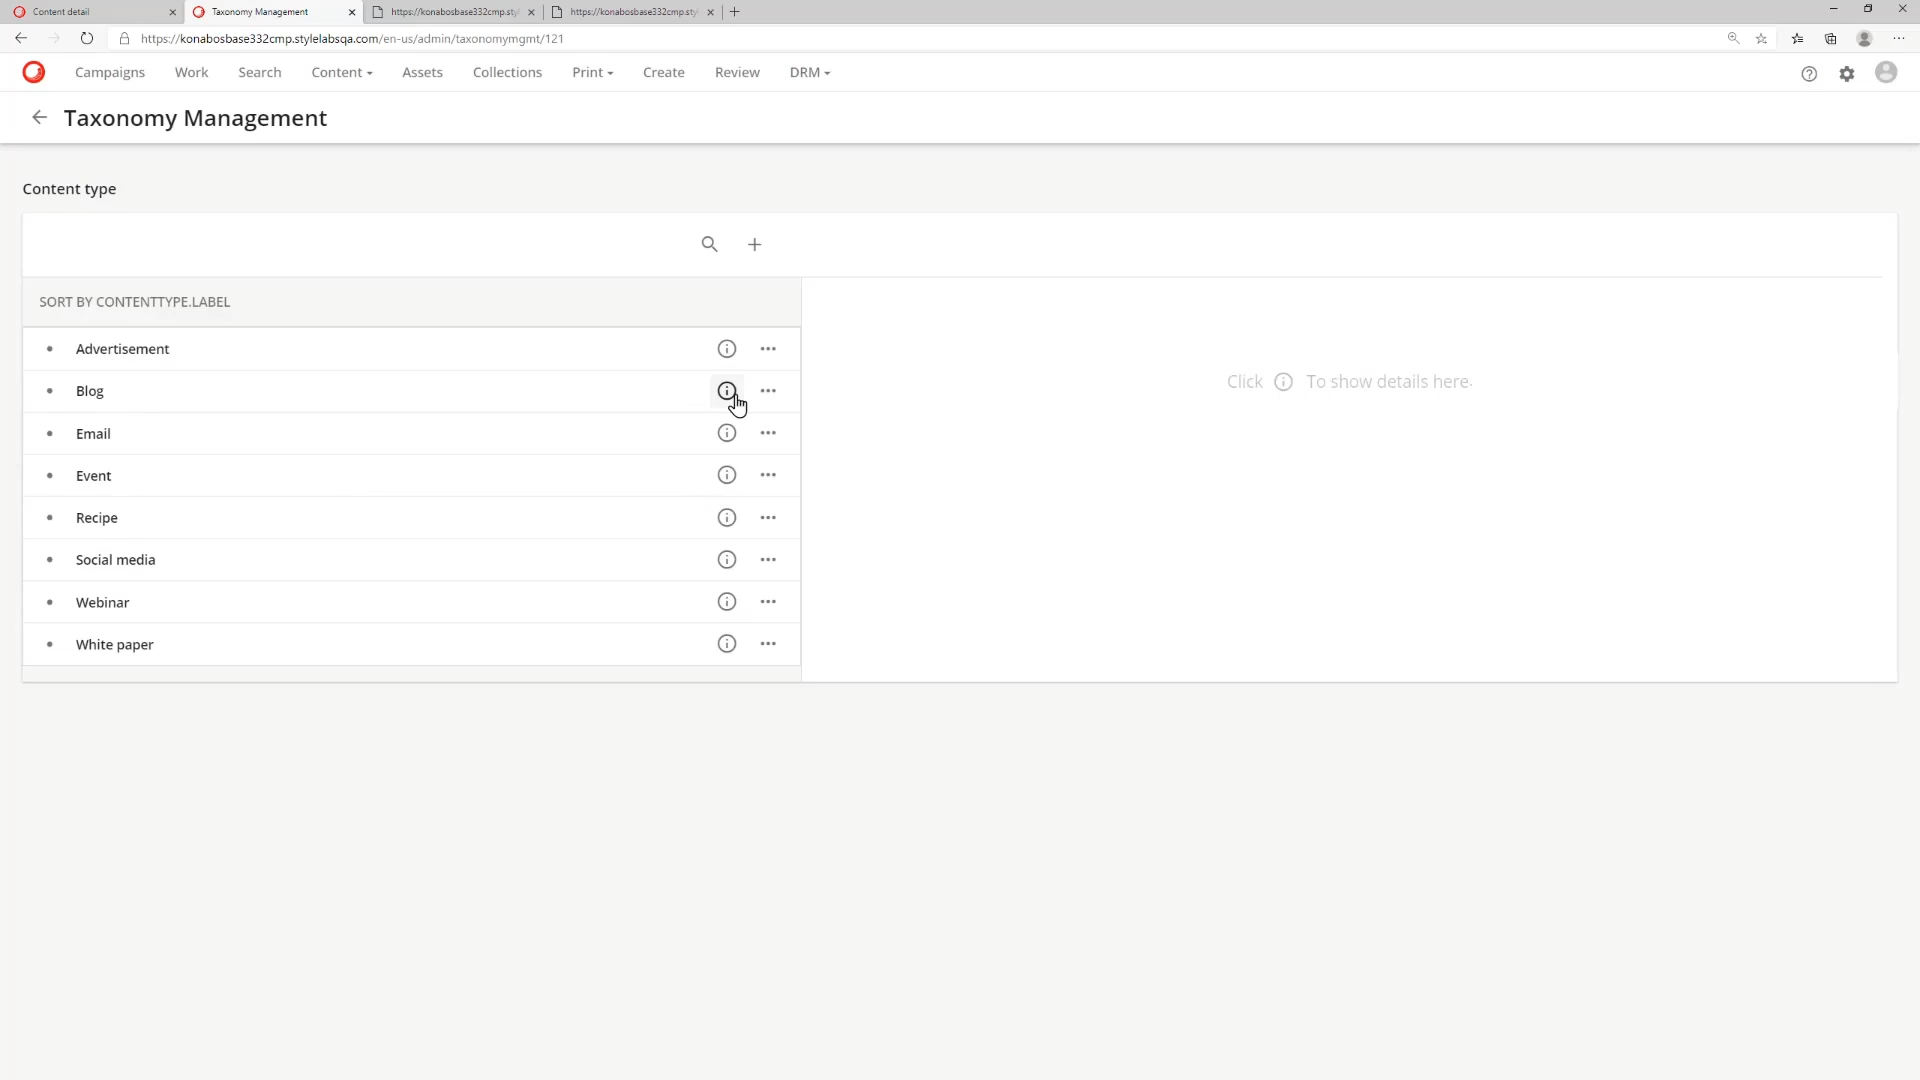 Content detail
Taxonomy Management
https://konabosbase332cmp.styl
https://konabosbase332cmp.styl
https://konabosbase332cmp.stylelabsqa.com/en-us/admin/taxonomymgmt/121
Campaigns
Work
Search
Content
Assets
Collections
Print
Create
Review
DRM
Taxonomy Management
Content type
SORT BY CONTENTTYPE.LABEL
Advertisement
Blog
Email
Event
Recipe
Social media
Webinar
White paper
Click To show details here.